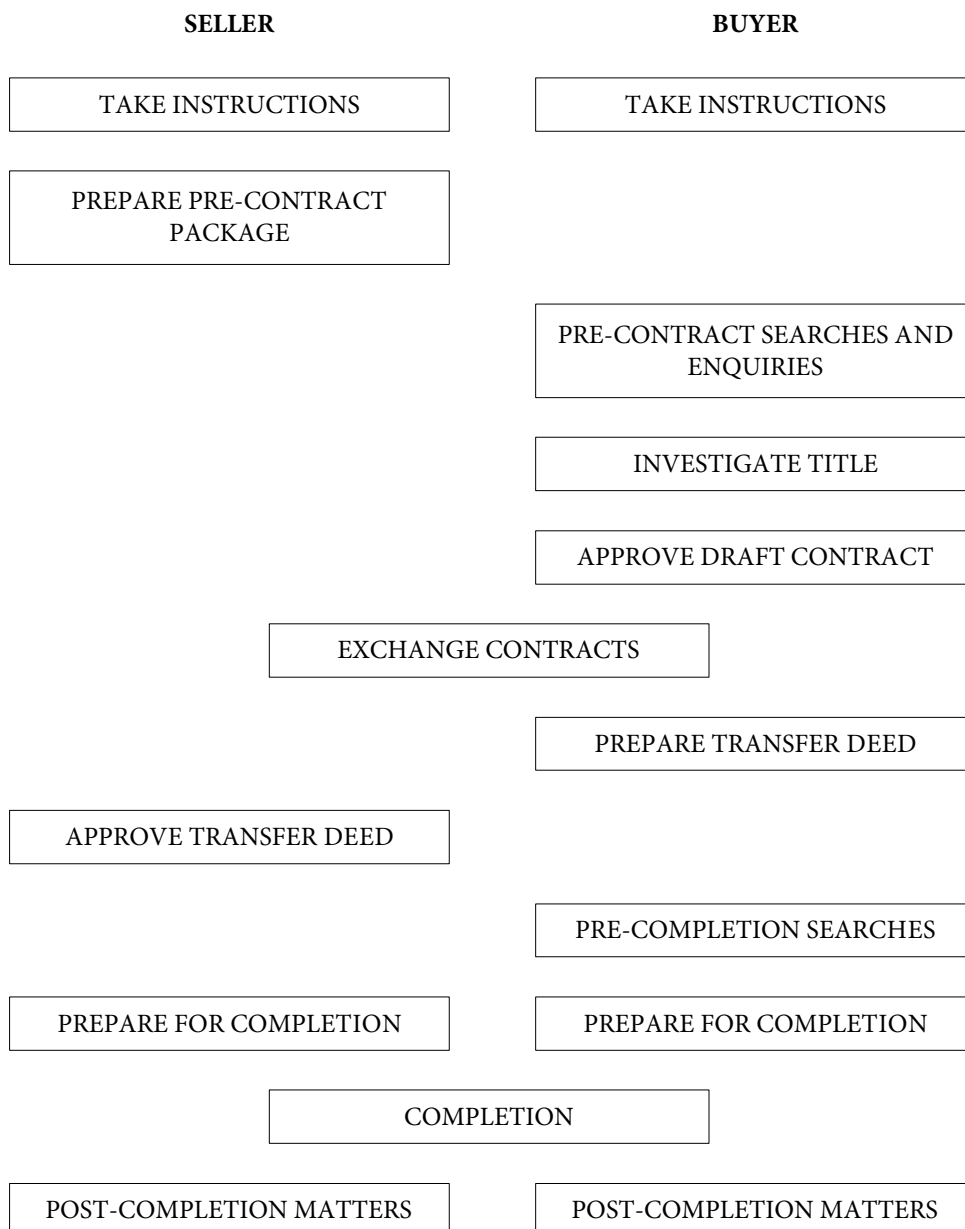 SELLER
BUYER
TAKE INSTRUCTIONS
TAKE INSTRUCTIONS
PREPARE PRE-CONTRACT
PACKAGE
PRE-CONTRACT SEARCHES AND
ENQUIRIES
INVESTIGATE TITLE
APPROVE DRAFT CONTRACT
EXCHANGE CONTRACTS
PREPARE TRANSFER DEED
APPROVE TRANSFER DEED
PRE-COMPLETION SEARCHES
PREPARE FOR COMPLETION
PREPARE FOR COMPLETION
COMPLETION
POST-COMPLETION MATTERS
POST-COMPLETION MATTERS